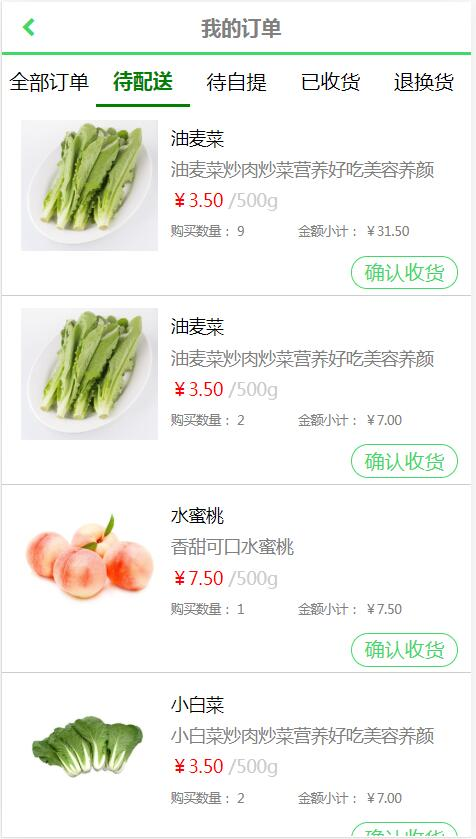 我的订单
全部订单 待配送 待自提 已收货 退换货
油麦菜
油麦菜炒肉炒菜营养好吃美容养颜
￥3.50 /500g
购买数量： 9 金额小计： ￥31.50
确认收货
油麦菜
油麦菜炒肉炒菜营养好吃美容养颜
￥3.50 /500g
购买数量： 2 金额小计： ￥7.00
确认收货
水蜜桃
香甜可口水蜜桃
￥7.50 /500g
购买数量： 1 金额小计： ￥7.50
确认收货
小白菜
小白菜炒肉炒菜营养好吃美容养颜
￥3.50 /500g
购买数量： 2 金额小计： ￥7.00
确认收货